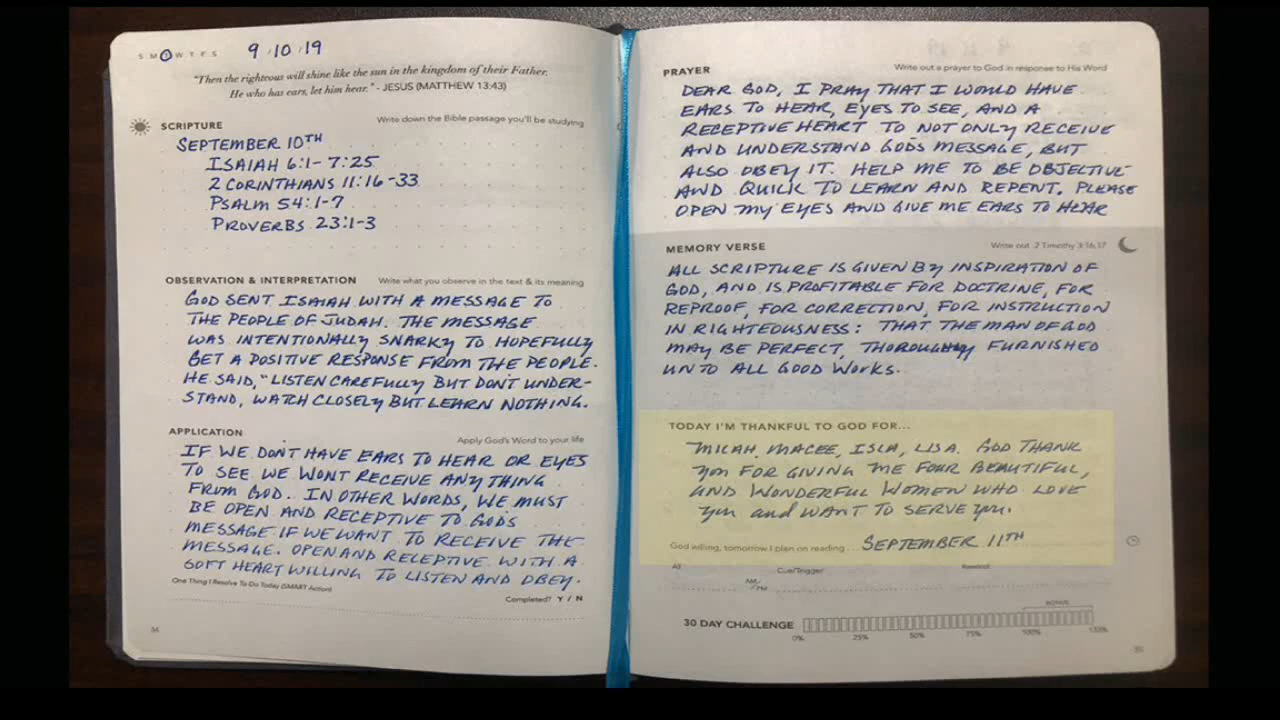 S M T W T F S 9 10 19
"Then the righteous will shine like the sun in the kingdom of their Father.
He who has ears, let him hear." - JESUS (MATTHEW 13:43)
SCRIPTURE Write down the Bible passage you'll be studying
SEPTEMBER 10TH
ISAIAH 6:1-7:25
2 CORINTHIANS 11:16-33
PSALM 54:1-7
PROVERBS 23:1-3
OBSERVATION & INTERPRETATION Write what you observe in the text & its meaning
GOD SENT ISAIAH WITH A MESSAGE TO
THE PEOPLE OF JUDAH. THE MESSAGE
WAS INTENTIONALLY SNARKY TO HOPEFULLY
GET A POSITIVE RESPONSE FROM THE PEOPLE.
HE SAID, "LISTEN CAREFULLY BUT DON'T UNDER-
STAND, WATCH CLOSELY BUT LEARN NOTHING.
APPLICATION Apply God's Word to your life
IF WE DON'T HAVE EARS TO HEAR OR EYES
TO SEE WE WONT RECEIVE ANYTHING
FROM GOD. IN OTHER WORDS, WE MUST
BE OPEN AND RECEPTIVE TO GOD'S
MESSAGE IF WE WANT TO RECEIVE THE
MESSAGE. OPEN AND RECEPTIVE WITH A
SOFT HEART WILLING TO LISTEN AND OBEY.
One Thing I Resolve To Do Today (SMART Action)
Completed? Y / N
34
PRAYER Write out a prayer to God in response to His Word
DEAR GOD, I PRAY THAT I WOULD HAVE
EARS TO HEAR, EYES TO SEE, AND A
RECEPTIVE HEART TO NOT ONLY RECEIVE
AND UNDERSTAND GOD'S MESSAGE, BUT
ALSO OBEY IT. HELP ME TO BE OBJECTIVE
AND QUICK TO LEARN AND REPENT. PLEASE
OPEN MY EYES AND GIVE ME EARS TO HEAR
MEMORY VERSE Write out 2 Timothy 3:16,17
ALL SCRIPTURE IS GIVEN BY INSPIRATION OF
GOD, AND IS PROFITABLE FOR DOCTRINE, FOR
REPROOF, FOR CORRECTION, FOR INSTRUCTION
IN RIGHTEOUSNESS: THAT THE MAN OF GOD
MAY BE PERFECT, THOROUGHLY FURNISHED
UNTO ALL GOOD WORKS.
TODAY I'M THANKFUL TO GOD FOR...
MICAH, MACEE, ISLA, LISA. GOD THANK
you FOR GIVING ME FOUR BEAUTIFUL,
AND WONDERFUL WOMEN WHO LOVE
you and WANT TO SERVE you.
God willing, tomorrow I plan on reading... SEPTEMBER 11TH
At Cue/Trigger Reward
AM/PM
BONUS
30 DAY CHALLENGE
0% 25% 50% 75% 100% 133%